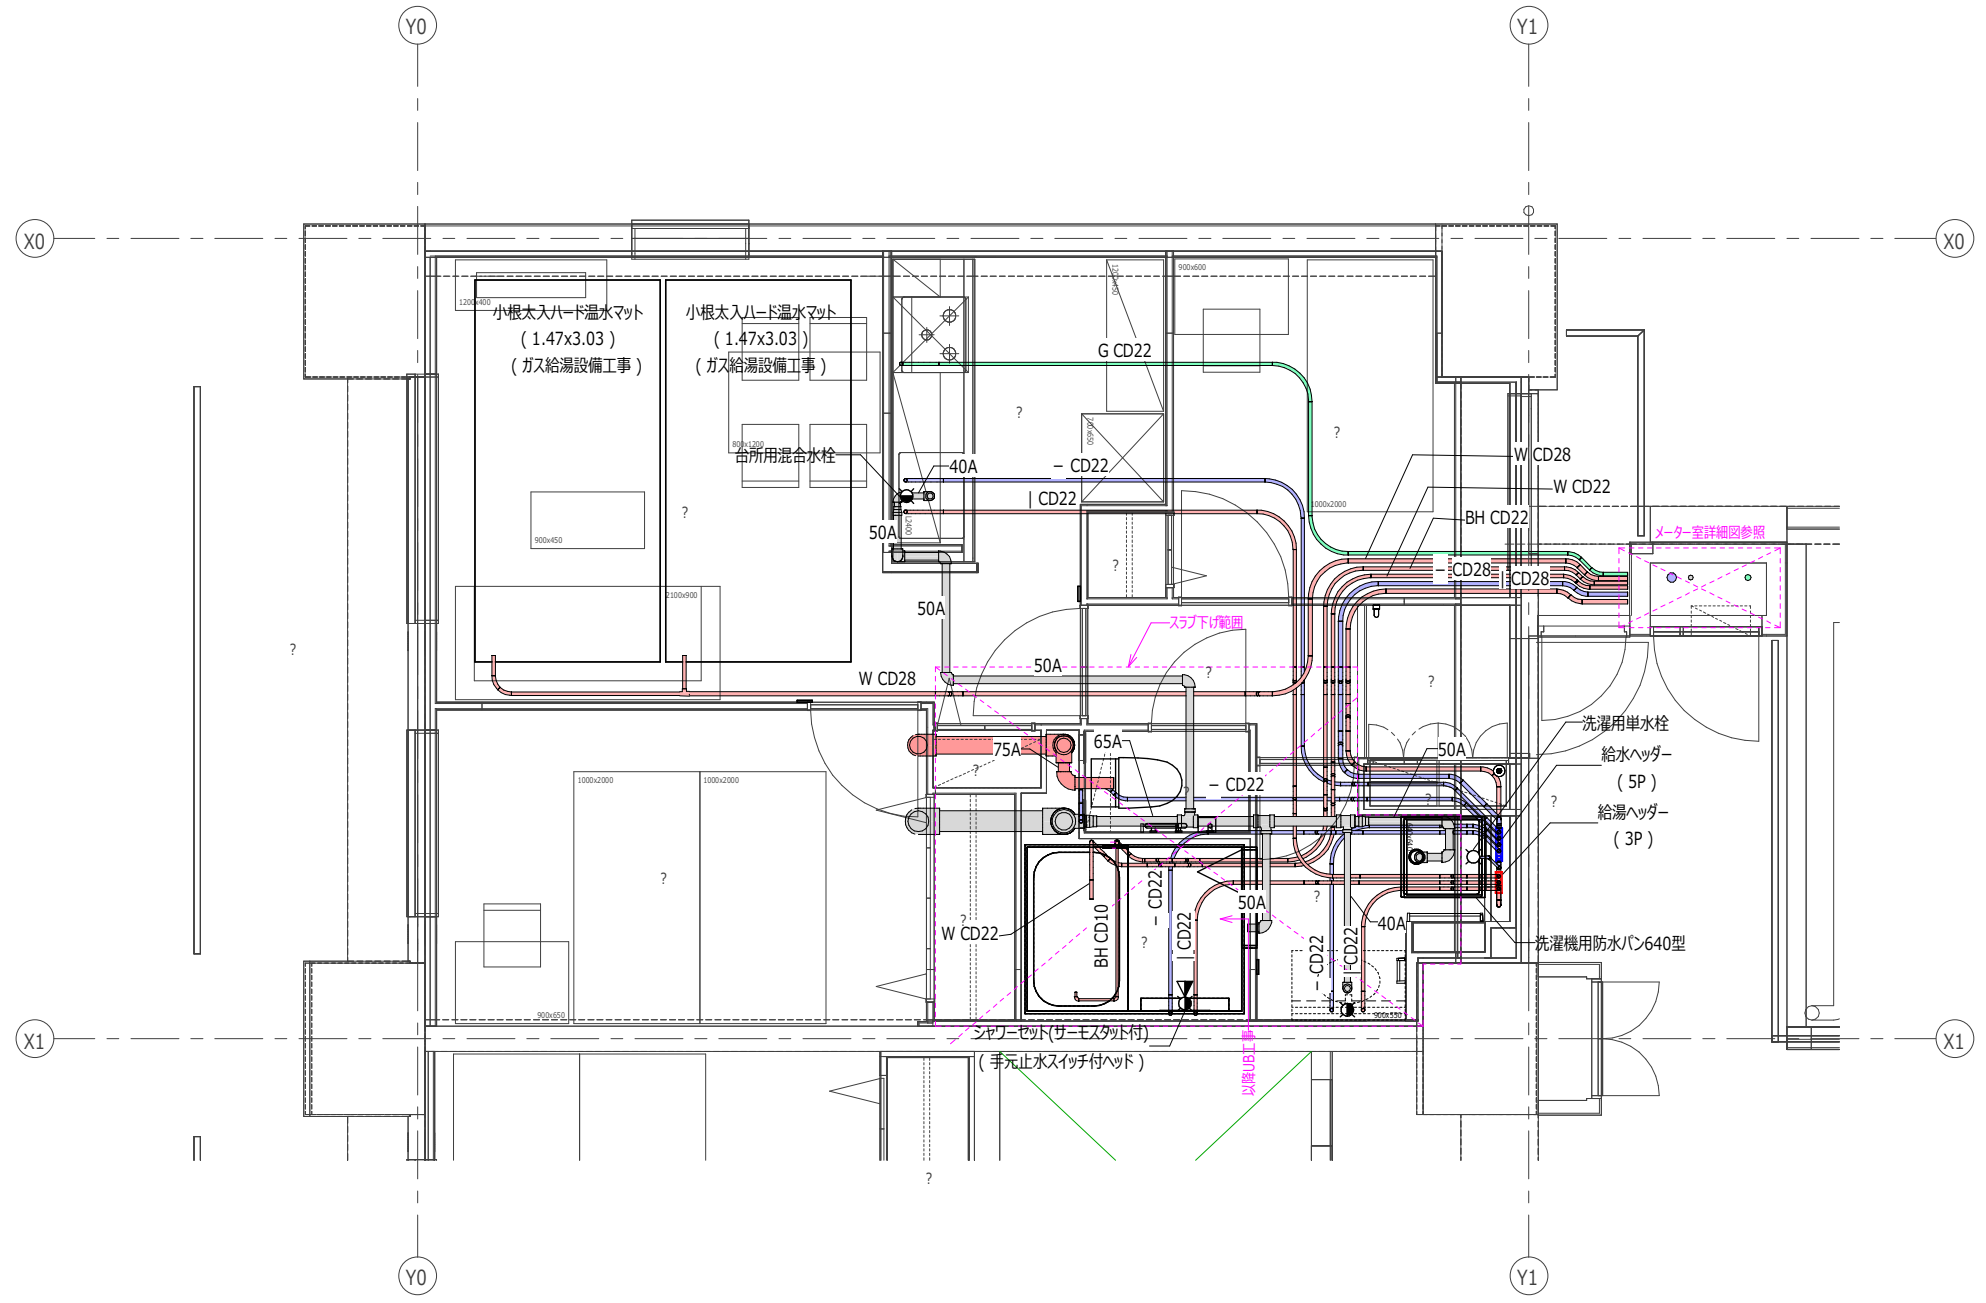 Y0
Y1
X0
X0
1200x400
小根太入ハード温水マット
( 1.47x3.03 )
( ガス給湯設備工事 )
小根太入ハード温水マット
( 1.47x3.03 )
( ガス給湯設備工事 )
800x1200
1200x450
900x600
G CD22
?
?
700x650
台所用混合水栓
40A
− CD22
| CD22
W CD28
W CD22
BH CD22
1000x2000
L2400
50A
900x450
?
メーター室詳細図参照
?
− CD28
| CD28
50A
2100x900
スラブ下げ範囲
?
50A
?
?
W CD28
洗濯用単水栓
給水ヘッダー
( 5P )
給湯ヘッダー
( 3P )
75A
65A
50A
?
− CD22
?
?
?
1000x2000
1000x2000
?
?
?
?
W CD22
BH CD10
− CD22
| CD22
50A
− CD22
| CD22
40A
洗濯機用防水パン640型
900x650
900x550
シャワーセット(サーモスタット付)
( 手元止水スイッチ付ヘッド )
以降UB工事
X1
X1
?
Y0
Y1